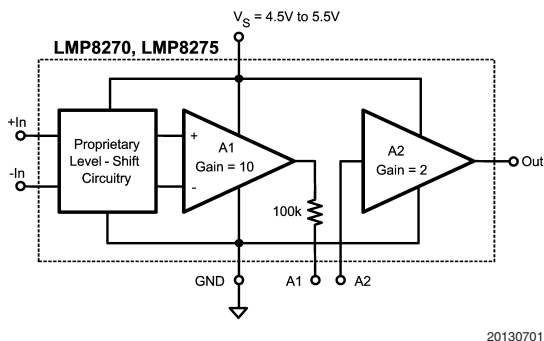 V_S = 4.5V to 5.5V
LMP8270, LMP8275
+In
-In
Proprietary
Level - Shift
Circuitry
+
-
A1
Gain = 10
A2
Gain = 2
Out
100k
GND
A1
A2
20130701